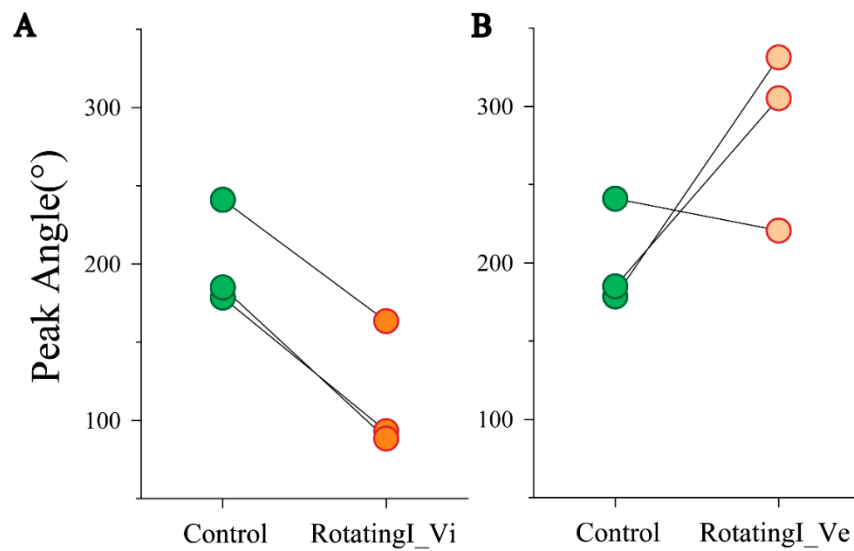 A
B
Peak Angle(°)
300
200
100
Control
RotatingI_Vi
300
200
100
Control
RotatingI_Ve